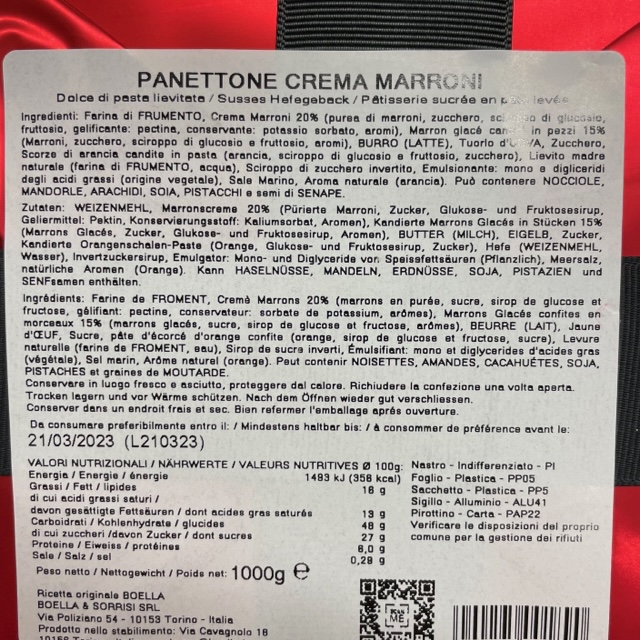 PANETTONE CREMA MARRONI
Dolce di pasta lievitata / Susses Hefegeback / Pâtisserie sucrée en levée
Ingredienti: Farina di FRUMENTO, Crema Marroni 20% (purea di marroni, zucchero, di glucosio,
fruttosio, gelificante: pectina, conservante: potassio sorbato, aromi), Marron glacé in pezzi 15%
(Marroni, zucchero, sciroppo di glucosio e fruttosio, aromi), BURRO (LATTE), Tuorlo Zucchero,
Scorze di arancia candite in pasta (arancia, sciroppo di glucosio e fruttosio, zucchero), Lievito madre
naturale (farina di FRUMENTO, acqua), Sciroppo di zucchero invertito, Emulsionante: mono e digliceridi
degli acidi grassi (origine vegetale), Sale Marino, Aroma naturale (arancia). Può contenere NOCCIOLE,
MANDORLE, ARACHIDI, SOIA, PISTACCHI e semi di SENAPE.
Zutaten: WEIZENMEHL, Marronscreme 20% (Pürierte Marroni, Zucker, Glukose- und Fruktosesirup,
Geliermittel: Pektin, Konservierungsstoff: Kaliumsorbat, Aromen), Kandierte Marrons Glacés in Stücken 15%
(Marrons Glacés, Zucker, Glukose- und Fruktosesirup, Aromen), BUTTER (MILCH), EIGELB, Zucker,
Kandierte Orangenschalen-Paste (Orange, Glukose- und Fruktosesirup, Zucker), Hefe (WEIZENMEHL,
Wasser), Invertzuckersirup, Emulgator: Mono- und Diglyceride vor. Speisefettsäuren (Pflanzlich), Meersalz,
natürliche Aromen (Orange). Kann HASELNÜSSE, MANDELN, ERDNÜSSE, SOJA, PISTAZIEN und
SENFsamen enthälten.
Ingrédients: Farine de FROMENT, Cremè Marrons 20% (marrons en purée, sucre, sirop de glucose et
fructose, gélifiant: pectine, conservateur: sorbate de potassium, arômes), Marrons Glacés confites en
morceaux 15% (marrons glacés, sucre, sirop de glucose et fructose, arômes), BEURRE (LAIT), Jaune
d'ŒUF, Sucre, pâte d'écorcé d'orange confite (orange, sirop de glucose et fructose, sucre), Levure
naturelle (farine de FROMENT, eau), Sirop de sucre inverti, Émulsifiant: mono et diglycerides d'acides gras
(végétale), Sel marin, Arôme naturel (orange). Peut contenir NOISETTES, AMANDES, CACAHUÈTES, SOJA,
PISTACHES et graines de MOUTARDE.
Conservare in luogo fresco e asciutto, proteggere dal calore. Richiudere la confezione una volta aperta.
Trocken lagern und vor Wärme schützen. Nach dem Öffnen wieder gut verschliessen.
Conserver dans un endroit frais et sec. Bien refermer l'emballage aprés ouverture.
Da consumare preferibilmente entro il: / Mindestens haltbar bis: / à consommer de préférence avant le:
21/03/2023 (L210323)
VALORI NUTRIZIONALI / NÄHRWERTE / VALEURS NUTRITIVES Ø 100g:
Energia / Energie / énergie 1493 kJ (358 kcal)
Grassi / Fett / lipides 16 g
di cui acidi grassi saturi /
davon gesättigte Fettsäuren / dont acides gras saturés 13 g
Carboidrati / Kohlenhydrate / glucides 48 g
di cui zuccheri /davon Zucker / dont sucres 27 g
Proteine / Eiweiss / protéines 6,0 g
Sale / Salz / sel 0,28 g
Peso netto / Nettogewicht / Poids net: 1000g ℮
Nastro - Indifferenziato - PI
Foglio - Plastica - PP05
Sacchetto - Plastica - PP5
Sigillo - Alluminio - ALU41
Pirottino - Carta - PAP22
Verificare le disposizioni del proprio
comune per la gestione dei rifiuti
Ricetta originale BOELLA
BOELLA & SORRISI SRL
Via Poliziano 54 - 10153 Torino - Italia
Prodotto nello stabilimento: Via Cavagnolo 18
SCAN
ME